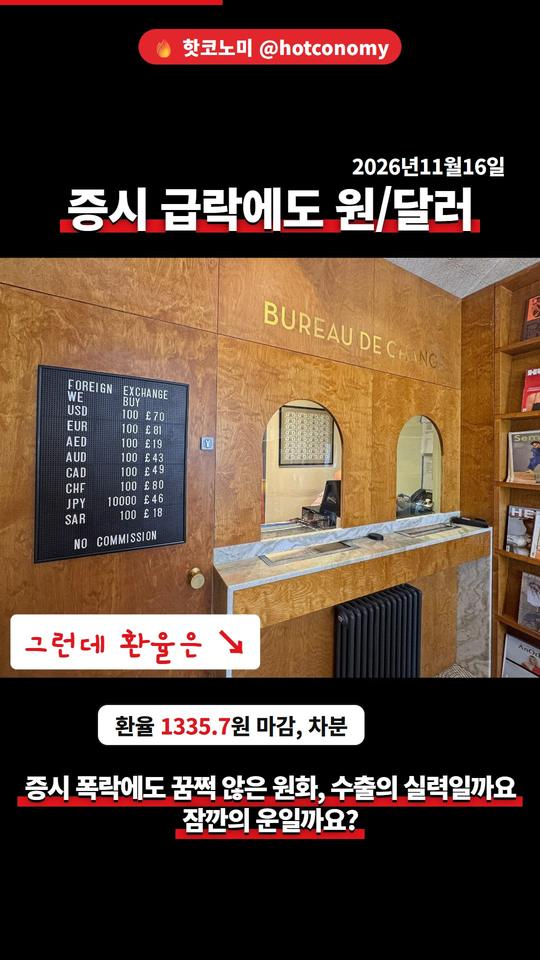 🔥 핫코노미 @hotconomy
2026년11월16일
증시 급락에도 원/달러
BUREAU DE CHANGE
FOREIGN EXCHANGE
WE BUY
USD 100 £70
EUR 100 £81
AED 100 £19
AUD 100 £43
CAD 100 £49
CHF 100 £80
JPY 10000 £46
SAR 100 £18
NO COMMISSION
그런데 환율은 ↘
환율 1335.7원 마감, 차분
증시 폭락에도 꿈쩍 않은 원화, 수출의 실력일까요
잠깐의 운일까요?